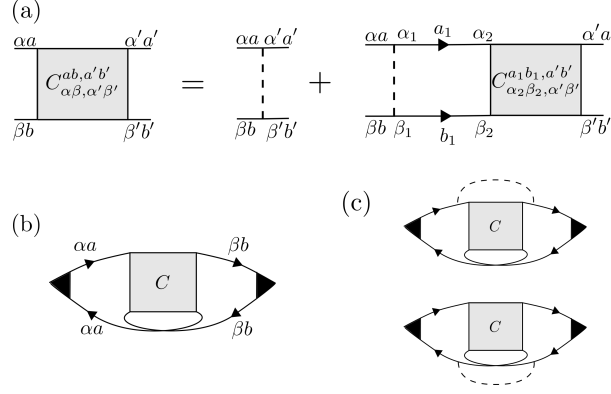 (a)
αa α′a′ αa α′a′ αa α₁ a₁ α₂ α′a
C^{ab,a′b′}_{αβ,α′β′} = + C^{a₁b₁,a′b′}_{α₂β₂,α′β′}
βb β′b′ βb β′b′ βb β₁ b₁ β₂ β′b′
(b) (c)
αa βb C
C
αa βb C